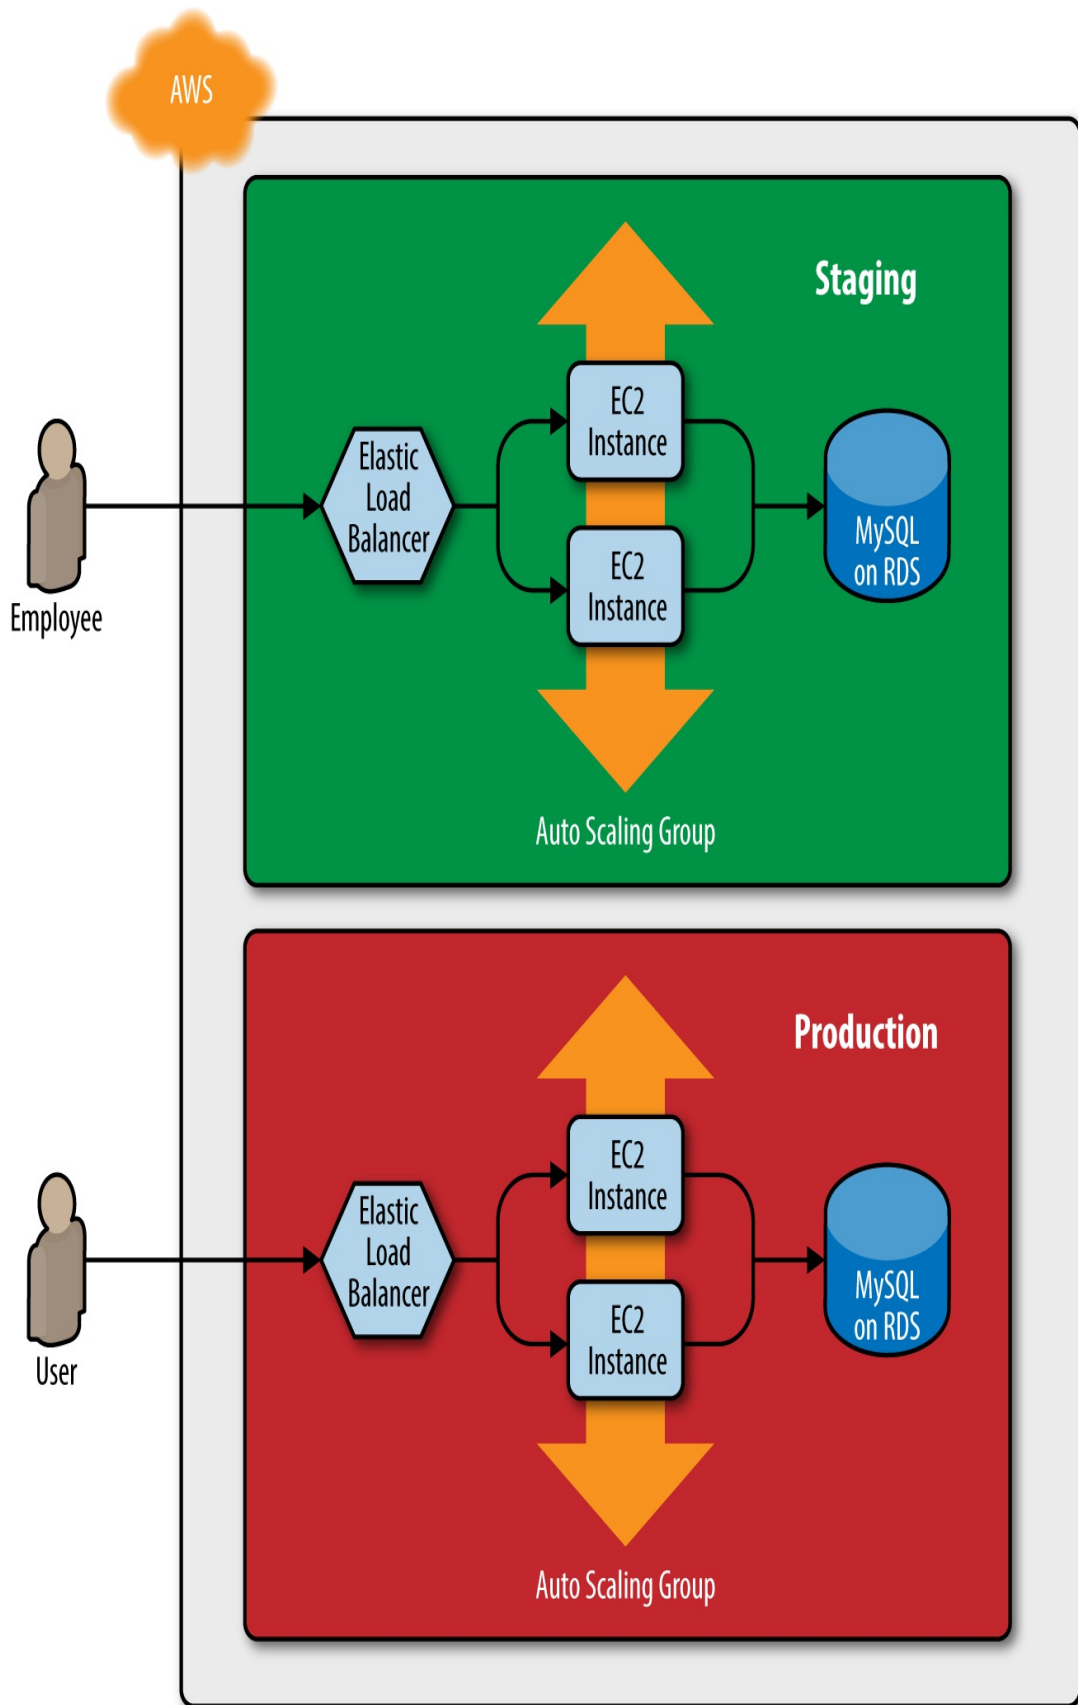 AWS
Staging
EC2
Instance
Elastic
Load
Balancer
EC2
Instance
MySQL
on RDS
Employee
Auto Scaling Group
Production
EC2
Instance
Elastic
Load
Balancer
EC2
Instance
MySQL
on RDS
User
Auto Scaling Group